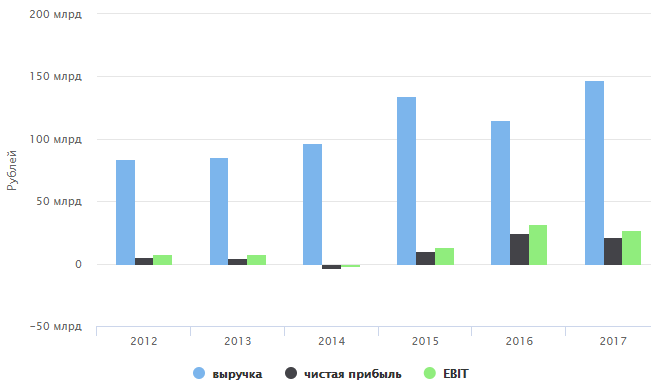 200 млрд
150 млрд
100 млрд
50 млрд
0
−50 млрд
Рублей
2012 2013 2014 2015 2016 2017
выручка чистая прибыль EBIT